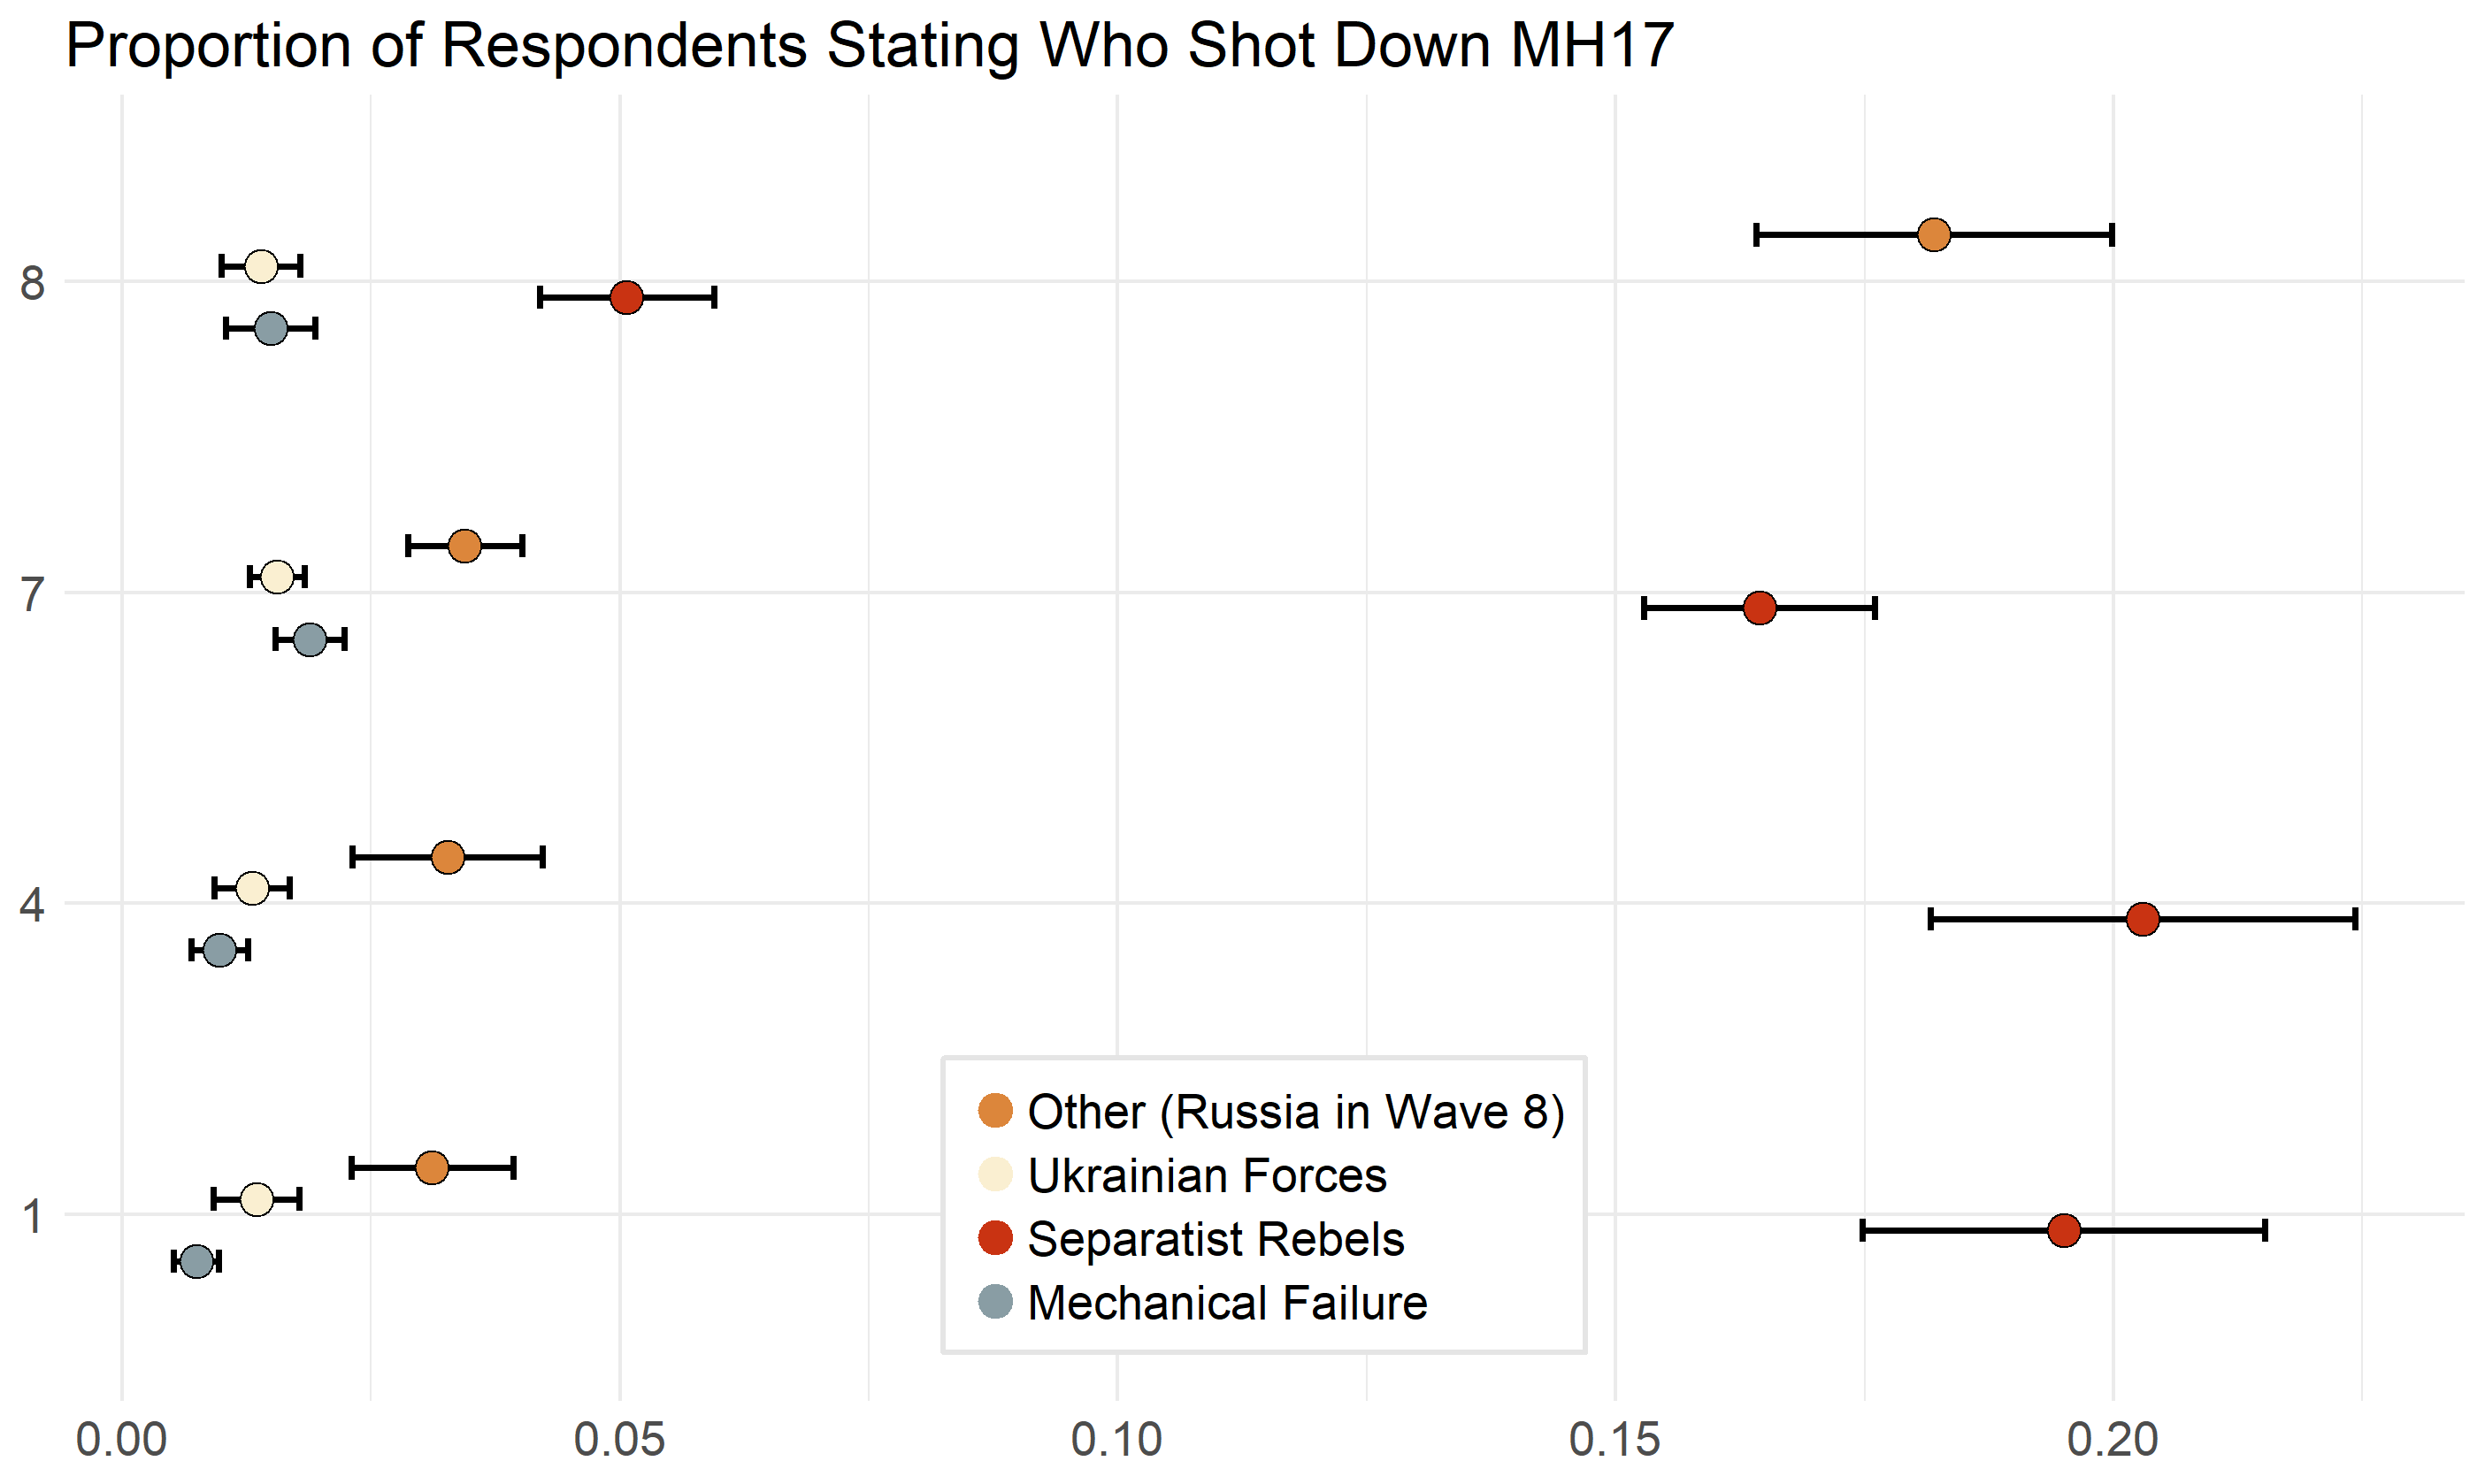 Proportion of Respondents Stating Who Shot Down MH17
8
7
4
1
Other (Russia in Wave 8)
Ukrainian Forces
Separatist Rebels
Mechanical Failure
0.00 0.05 0.10 0.15 0.20